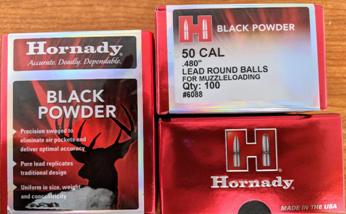 Hornady
Accurate. Deadly. Dependable.
BLACK
POWDER
Precision swaged to
eliminate air pockets and
deliver optimal accuracy
Pure lead replicates
traditional design
Uniform in size, weight
and concentricity
H BLACK POWDER
50 CAL
.480"
LEAD ROUND BALLS
FOR MUZZLELOADING
Qty: 100
#6088
H
Hornady
MADE IN THE USA